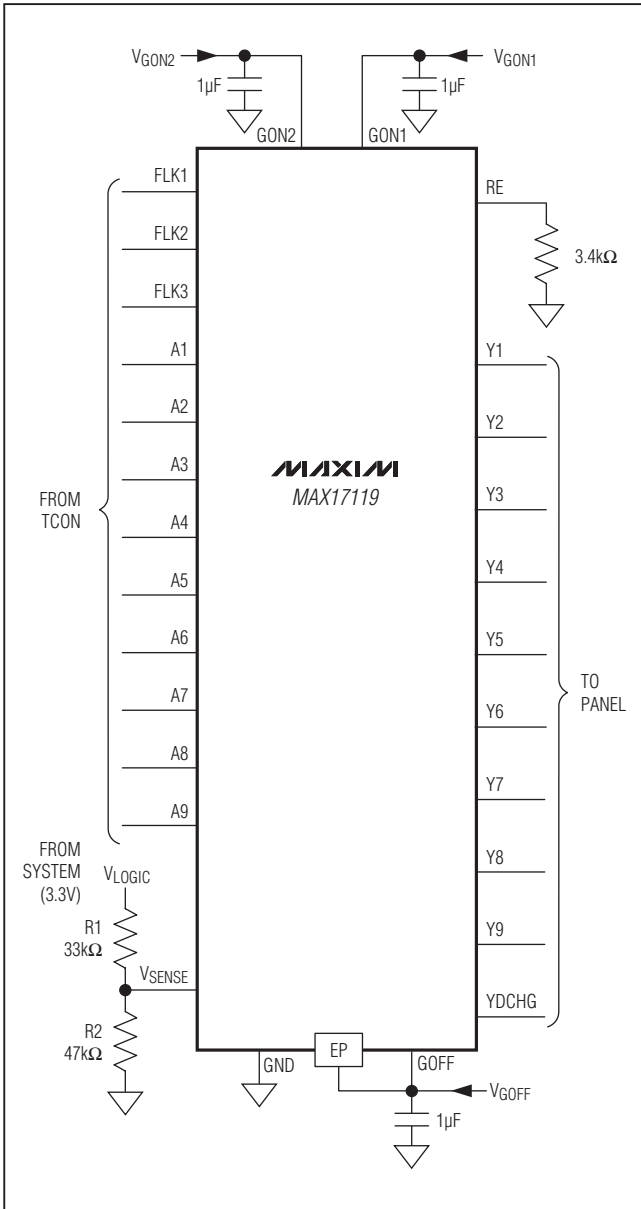 VGON2
VGON1
1µF
1µF
GON2
GON1
FLK1
FLK2
FLK3
A1
A2
A3
A4
A5
A6
A7
A8
A9
FROM
TCON
RE
3.4kΩ
Y1
Y2
Y3
Y4
Y5
Y6
Y7
Y8
Y9
YDCHG
TO
PANEL
MAXIM
MAX17119
FROM
SYSTEM
(3.3V)
VLOGIC
R1
33kΩ
VSENSE
R2
47kΩ
GND
EP
GOFF
VGOFF
1µF